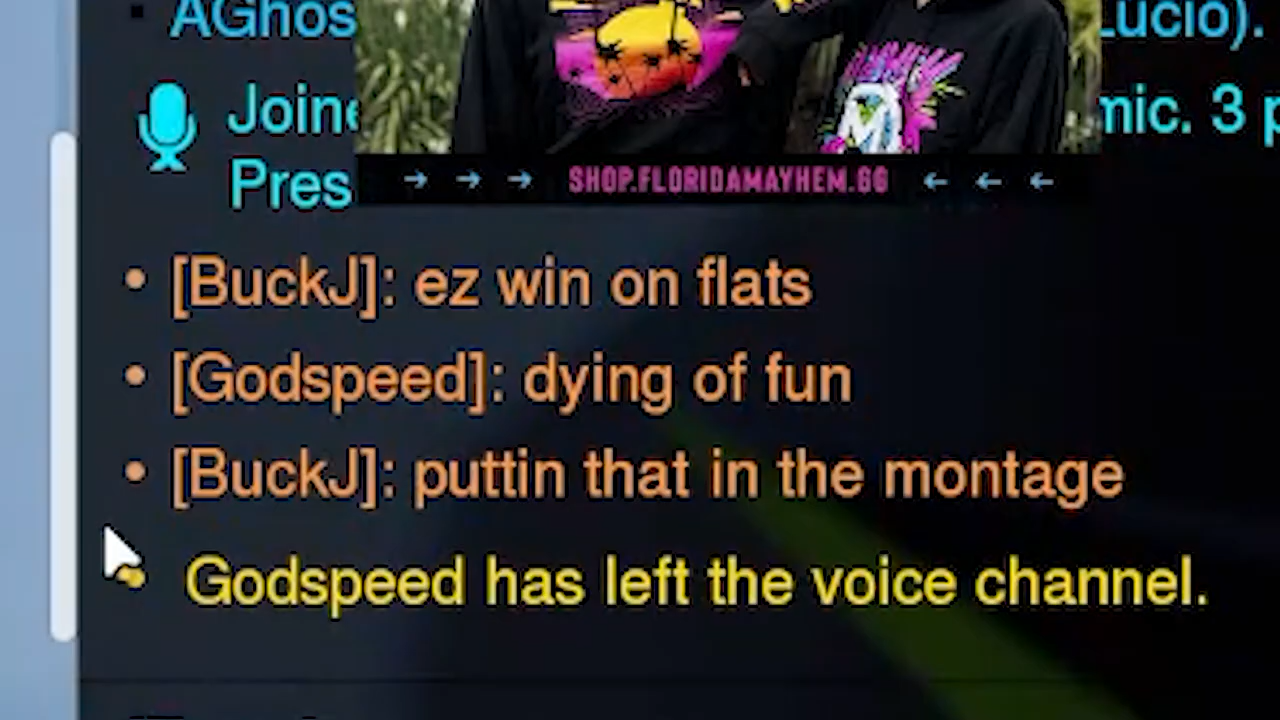 AGhos
Lucio).
Joine
mic. 3 p
Pres
SHOP.FLORIDAMAYHEM.GG
[BuckJ]: ez win on flats
[Godspeed]: dying of fun
[BuckJ]: puttin that in the montage
Godspeed has left the voice channel.